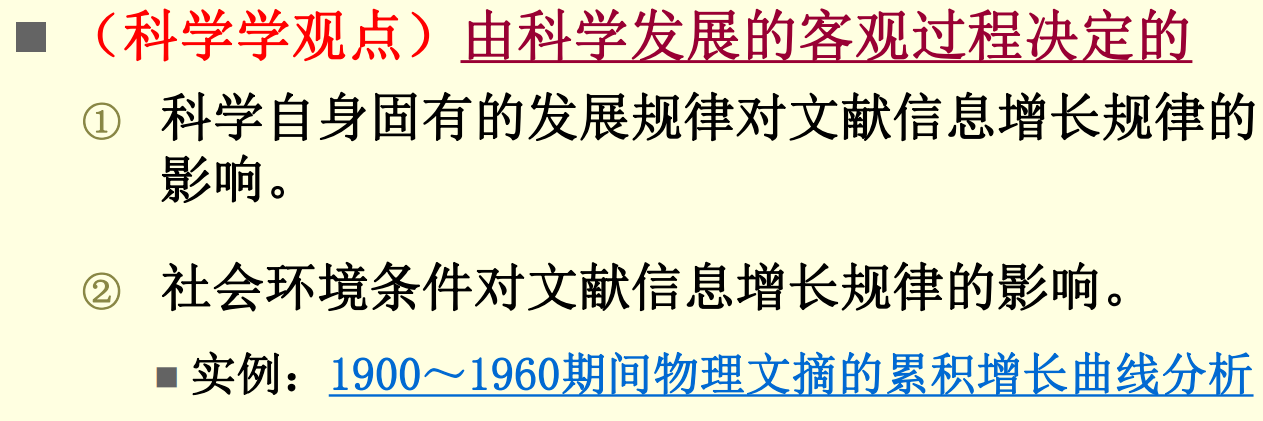 ■ （科学学观点）由科学发展的客观过程决定的
① 科学自身固有的发展规律对文献信息增长规律的
影响。
② 社会环境条件对文献信息增长规律的影响。
■ 实例：1900～1960期间物理文摘的累积增长曲线分析